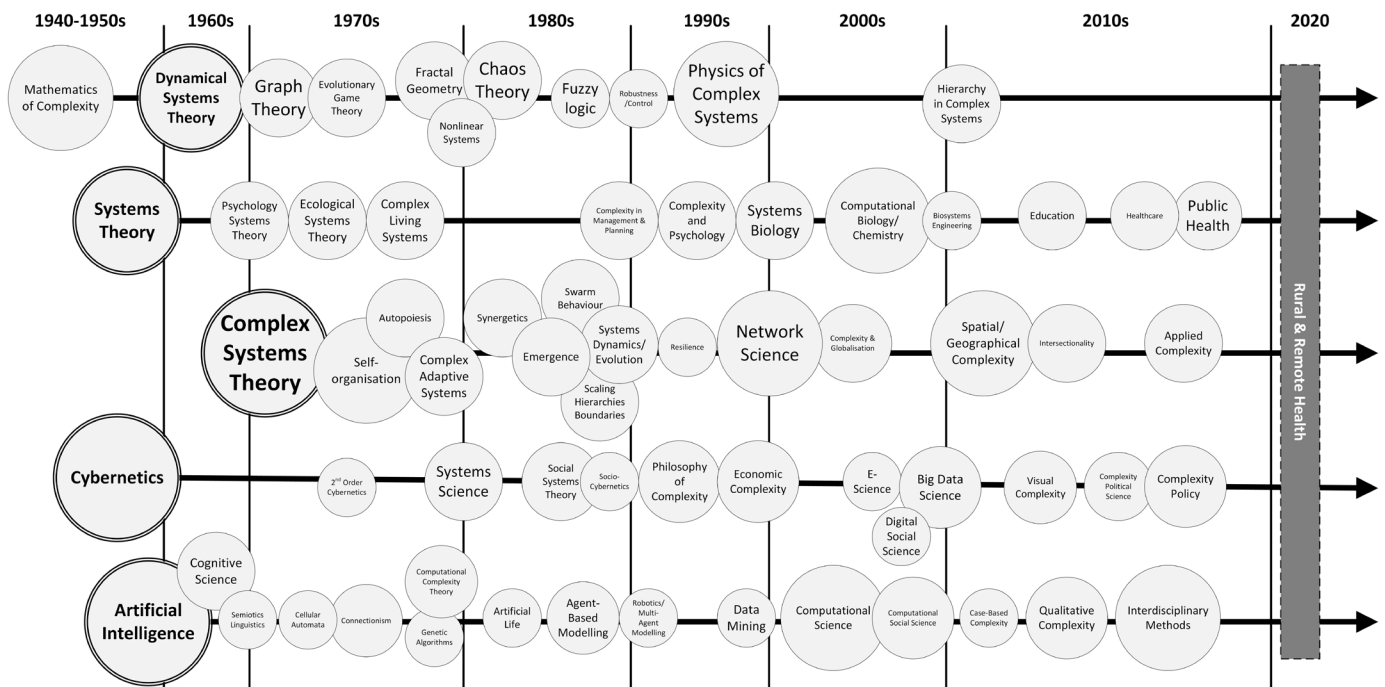 1940-1950s
1960s
1970s
1980s
1990s
2000s
2010s
2020
Mathematics
of Complexity
Dynamical
Systems
Theory
Graph
Theory
Evolutionary
Game
Theory
Fractal
Geometry
Nonlinear
Systems
Chaos
Theory
Fuzzy
logic
Robustness
/Control
Physics of
Complex
Systems
Hierarchy
in Complex
Systems
Systems
Theory
Psychology
Systems
Theory
Ecological
Systems
Theory
Complex
Living
Systems
Complexity in
Management &
Planning
Complexity
and
Psychology
Systems
Biology
Computational
Biology/
Chemistry
Biosystems
Engineering
Education
Healthcare
Public
Health
Complex
Systems
Theory
Self-
organisation
Autopoiesis
Complex
Adaptive
Systems
Synergetics
Swarm
Behaviour
Emergence
Systems
Dynamics/
Evolution
Scaling
Hierarchies
Boundaries
Resilience
Network
Science
Complexity &
Globalisation
Spatial/
Geographical
Complexity
Intersectionality
Applied
Complexity
Cybernetics
2nd Order
Cybernetics
Systems
Science
Social
Systems
Theory
Socio-
Cybernetics
Philosophy
of
Complexity
Economic
Complexity
E-
Science
Big Data
Science
Digital
Social
Science
Visual
Complexity
Complexity
Political
Science
Complexity
Policy
Artificial
Intelligence
Cognitive
Science
Semiotics
Linguistics
Cellular
Automata
Connectionism
Computational
Complexity
Theory
Genetic
Algorithms
Artificial
Life
Agent-
Based
Modelling
Robotics/
Multi-
Agent
Modelling
Data
Mining
Computational
Science
Computational
Social Science
Case-Based
Complexity
Qualitative
Complexity
Interdisciplinary
Methods
Rural & Remote Health